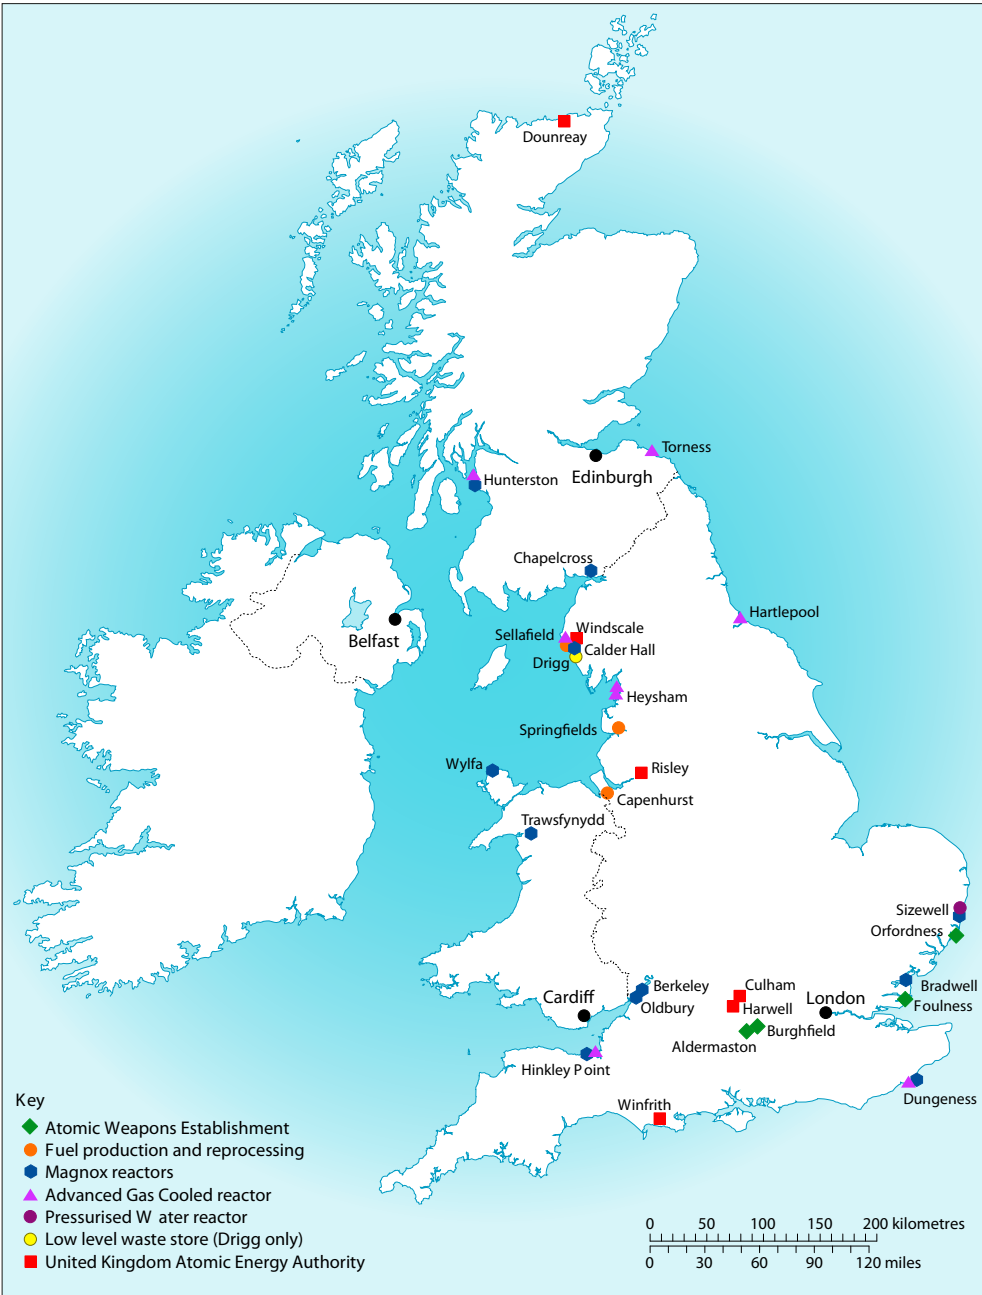 Dounreay
Torness
Edinburgh
Hunterston
Chapelcross
Hartlepool
Belfast
Sellafield
Windscale
Calder Hall
Drigg
Heysham
Springfields
Wylfa
Risley
Capenhurst
Trawsfynydd
Sizewell
Orfordness
Berkeley
Oldbury
Culham
Harwell
London
Bradwell
Foulness
Cardiff
Burghfield
Aldermaston
Hinkley Point
Dungeness
Winfrith
Key
Atomic Weapons Establishment
Fuel production and reprocessing
Magnox reactors
Advanced Gas Cooled reactor
Pressurised W ater reactor
Low level waste store (Drigg only)
United Kingdom Atomic Energy Authority
0 50 100 150 200 kilometres
0 30 60 90 120 miles